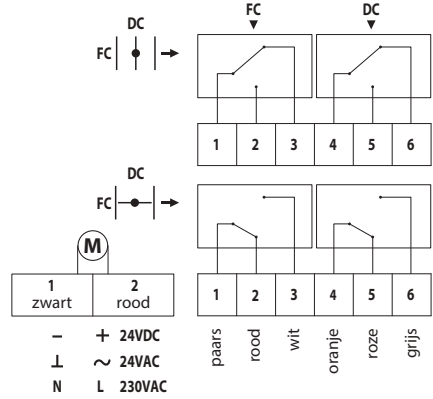 FC DC
DC
FC
1 2 3 4 5 6
DC
FC
M
1 2
zwart rood
1 2 3 4 5 6
− + 24VDC
⊥ ~ 24VAC
N L 230VAC
paars
rood
wit
oranje
roze
grijs